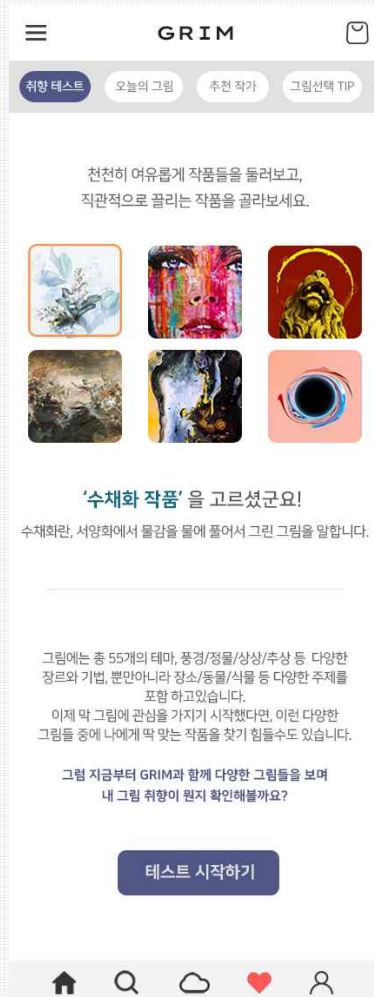 GRIM
취향 테스트
오늘의 그림
추천 작가
그림선택 TIP
천천히 여유롭게 작품들을 둘러보고,
직관적으로 끌리는 작품을 골라보세요.
'수채화 작품' 을 고르셨군요!
수채화란, 서양화에서 물감을 물에 풀어서 그린 그림을 말합니다.
그림에는 총 55개의 테마, 풍경/정물/상상/추상 등 다양한
장르와 기법, 뿐만아니라 장소/동물/식물 등 다양한 주제를
포함 하고있습니다.
이제 막 그림에 관심을 가지기 시작했다면, 이런 다양한
그림들 중에 나에게 딱 맞는 작품을 찾기 힘들수도 있습니다.
그럼 지금부터 GRIM과 함께 다양한 그림들을 보며
내 그림 취향이 뭔지 확인해볼까요?
테스트 시작하기